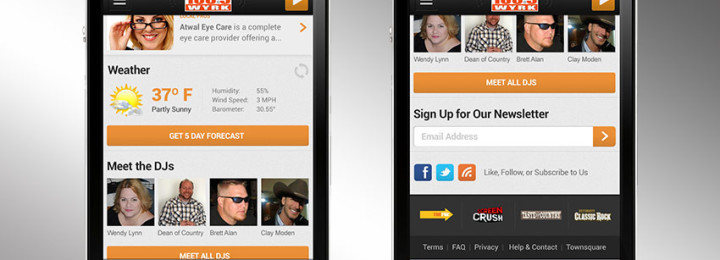 WYRK
Atwal Eye Care is a complete
eye care provider offering a...
Weather
37° F
Partly Sunny
Humidity: 55%
Wind Speed: 3 MPH
Barometer: 30.55"
GET 5 DAY FORECAST
Meet the DJs
Wendy Lynn
Dean of Country
Brett Alan
Clay Moden
MEET ALL DJS
WYRK
Wendy Lynn
Dean of Country
Brett Alan
Clay Moden
MEET ALL DJS
Sign Up for Our Newsletter
Email Address
Like, Follow, or Subscribe to Us
SCREEN
CRUSH
TASTE of COUNTRY
CLASSIC ROCK
Terms | FAQ | Privacy | Help & Contact | Townsquare